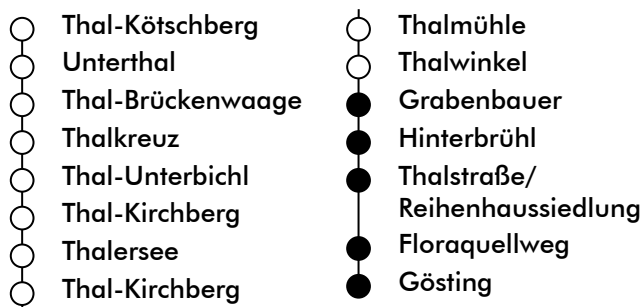 Thal-Kötschberg
Unterthal
Thal-Brückenwaage
Thalkreuz
Thal-Unterbichl
Thal-Kirchberg
Thalersee
Thal-Kirchberg
Thalmühle
Thalwinkel
Grabenbauer
Hinterbrühl
Thalstraße/
Reihenhaussiedlung
Floraquellweg
Gösting